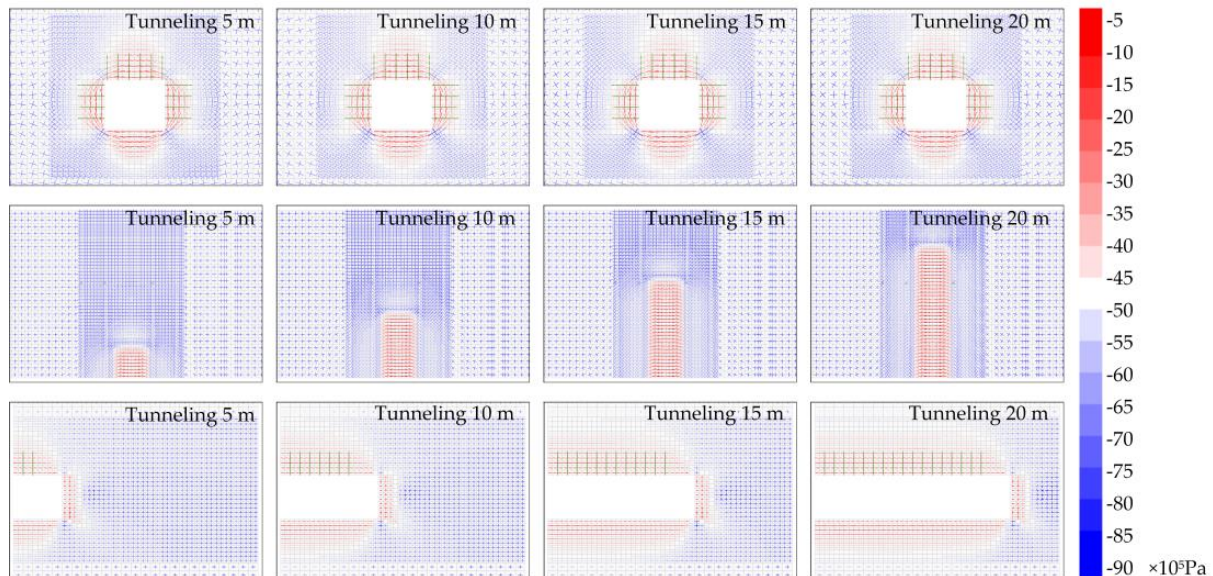 Tunneling 5 m
Tunneling 10 m
Tunneling 15 m
Tunneling 20 m
Tunneling 5 m
Tunneling 10 m
Tunneling 15 m
Tunneling 20 m
Tunneling 5 m
Tunneling 10 m
Tunneling 15 m
Tunneling 20 m
-5
-10
-15
-20
-25
-30
-35
-40
-45
-50
-55
-60
-65
-70
-75
-80
-85
-90 ×10⁵Pa